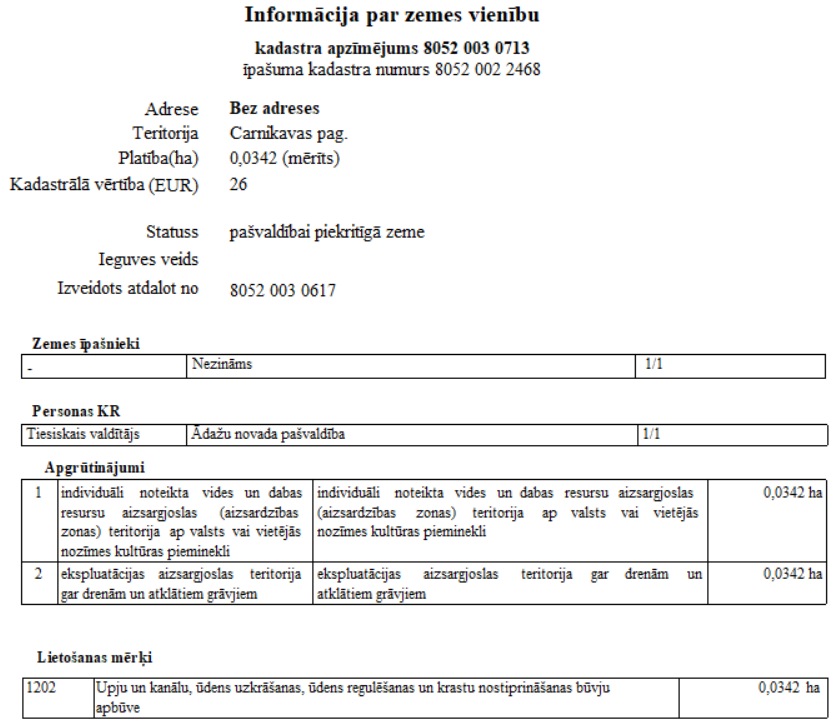 Informācija par zemes vienību
kadastra apzīmējums 8052 003 0713
īpašuma kadastra numurs 8052 002 2468
Adrese Bez adreses
Teritorija Carnikavas pag.
Platība(ha) 0,0342 (mērīts)
Kadastrālā vērtība (EUR) 26
Statuss pašvaldībai piekritīgā zeme
Ieguves veids
Izveidots atdalot no 8052 003 0617
Zemes īpašnieki
- Nezināms 1/1
Personas KR
Tiesiskais valdītājs Ādažu novada pašvaldība 1/1
Apgrūtinājumi
1 individuāli noteikta vides un dabas individuāli noteikta vides un dabas resursu aizsargjoslas 0,0342 ha
resursu aizsargjoslas (aizsardzības (aizsardzības zonas) teritorija ap valsts vai vietējās
zonas) teritorija ap valsts vai vietējās nozīmes kultūras pieminekli
nozīmes kultūras pieminekli
2 ekspluatācijas aizsargjoslas teritorija ekspluatācijas aizsargjoslas teritorija gar drenām un 0,0342 ha
gar drenām un atklātiem grāvjiem atklātiem grāvjiem
Lietošanas mērķi
1202 Upju un kanālu, ūdens uzkrāšanas, ūdens regulēšanas un krastu nostiprināšanas būvju 0,0342 ha
apbūve